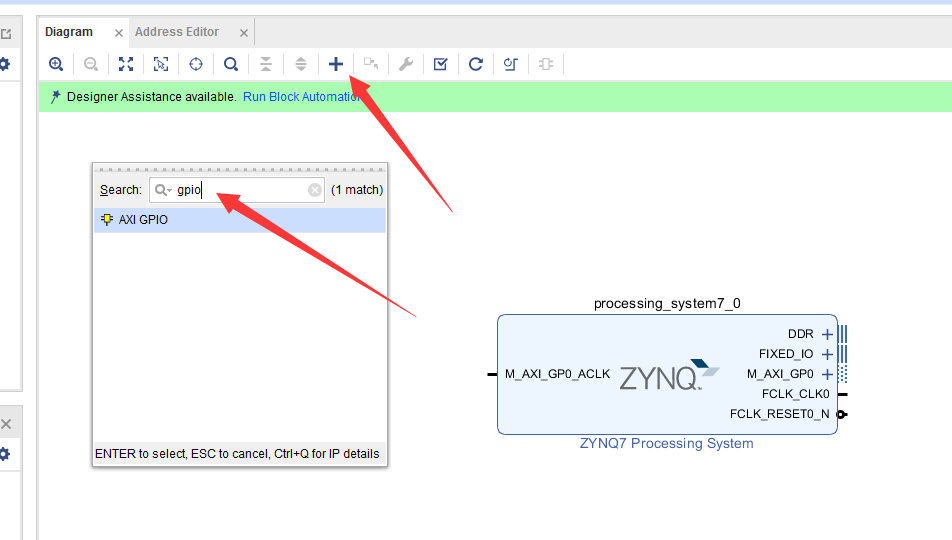 Diagram
Address Editor
Designer Assistance available. Run Block Automation
Search: gpio (1 match)
AXI GPIO
ENTER to select, ESC to cancel, Ctrl+Q for IP details
processing_system7_0
DDR
FIXED_IO
M_AXI_GP0_ACLK
ZYNQ
M_AXI_GP0
FCLK_CLK0
FCLK_RESET0_N
ZYNQ7 Processing System